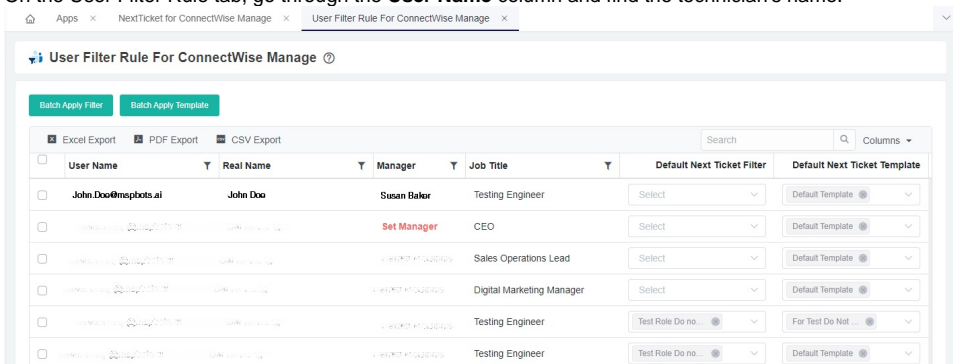 On the User Filter Rule tab, go through the User Name column and find the technician's name.
Apps × NextTicket for ConnectWise Manage × User Filter Rule For ConnectWise Manage ×
User Filter Rule For ConnectWise Manage
Batch Apply Filter Batch Apply Template
Excel Export PDF Export CSV Export Search Columns
User Name Real Name Manager Job Title Default Next Ticket Filter Default Next Ticket Template
John.Doe@mspbots.ai John Doe Susan Baker Testing Engineer Select Default Template
Set Manager CEO Select Default Template
Sales Operations Lead Select Default Template
Digital Marketing Manager Select Default Template
Testing Engineer Test Role Do no... For Test Do Not ...
Testing Engineer Test Role Do no... Default Template